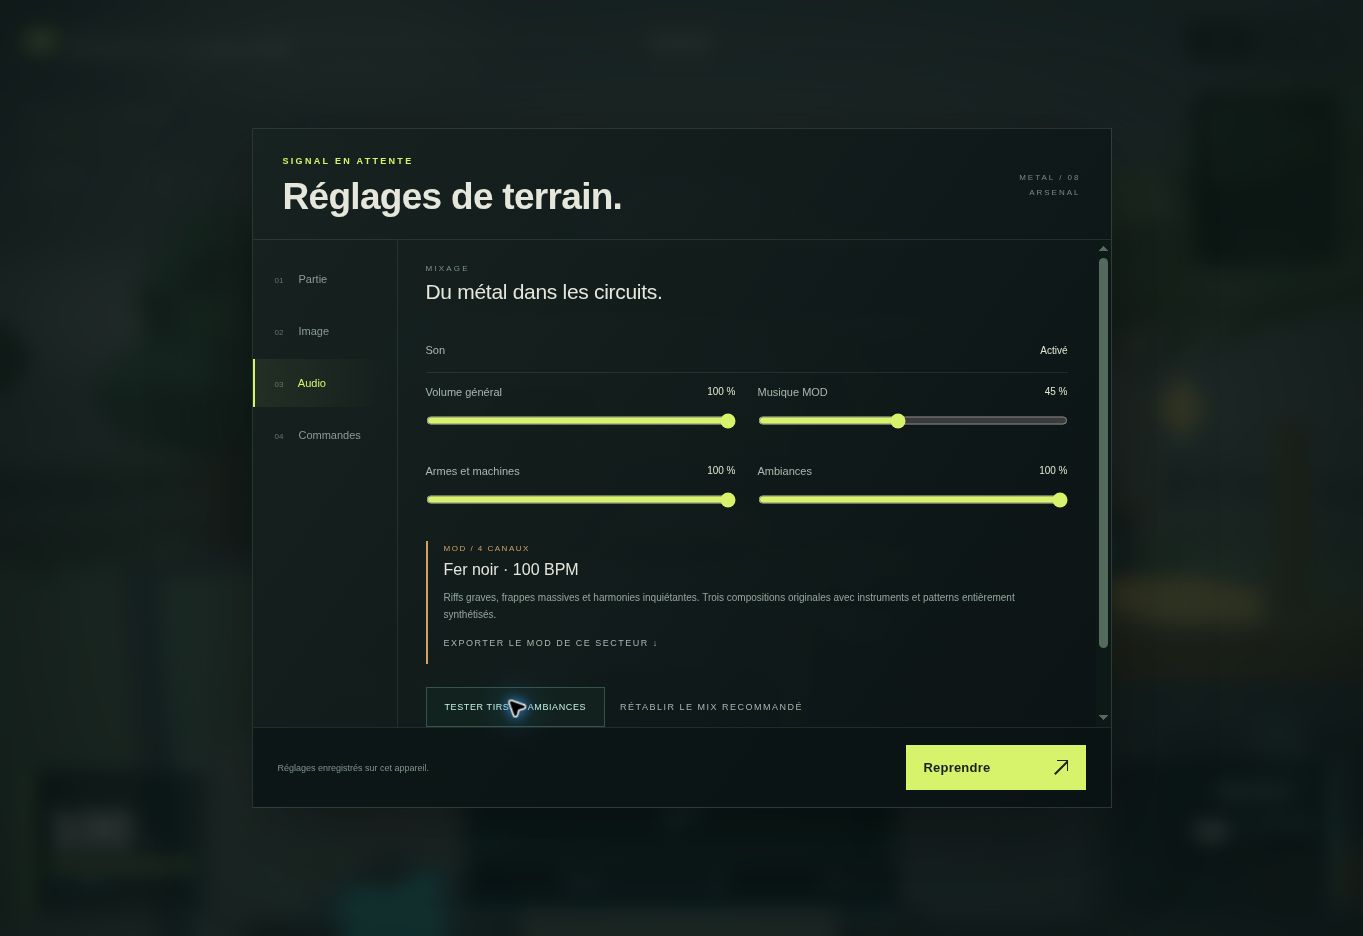 SIGNAL EN ATTENTE
Réglages de terrain.
METAL / 08
ARSENAL
01 Partie
02 Image
03 Audio
04 Commandes
MIXAGE
Du métal dans les circuits.
Son Activé
Volume général 100 % Musique MOD 45 %
Armes et machines 100 % Ambiances 100 %
MOD / 4 CANAUX
Fer noir · 100 BPM
Riffs graves, frappes massives et harmonies inquiétantes. Trois compositions originales avec instruments et patterns entièrement
synthétisés.
EXPORTER LE MOD DE CE SECTEUR ↓
TESTER TIRS AMBIANCES RÉTABLIR LE MIX RECOMMANDÉ
Réglages enregistrés sur cet appareil.
Reprendre